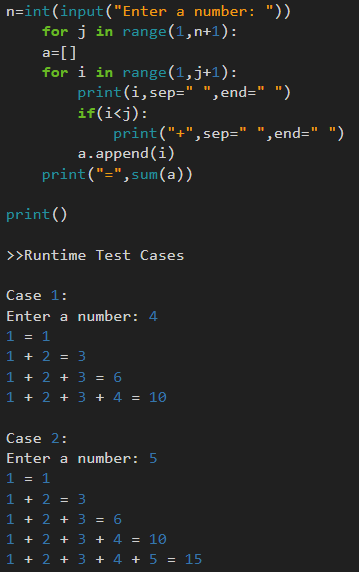 n=int(input("Enter a number: "))
    for j in range(1,n+1):
    a=[]
    for i in range(1,j+1):
        print(i,sep=" ",end=" ")
        if(i<j):
            print("+",sep=" ",end=" ")
        a.append(i)
    print("=",sum(a))

print()

>>Runtime Test Cases

Case 1:
Enter a number: 4
1 = 1
1 + 2 = 3
1 + 2 + 3 = 6
1 + 2 + 3 + 4 = 10

Case 2:
Enter a number: 5
1 = 1
1 + 2 = 3
1 + 2 + 3 = 6
1 + 2 + 3 + 4 = 10
1 + 2 + 3 + 4 + 5 = 15